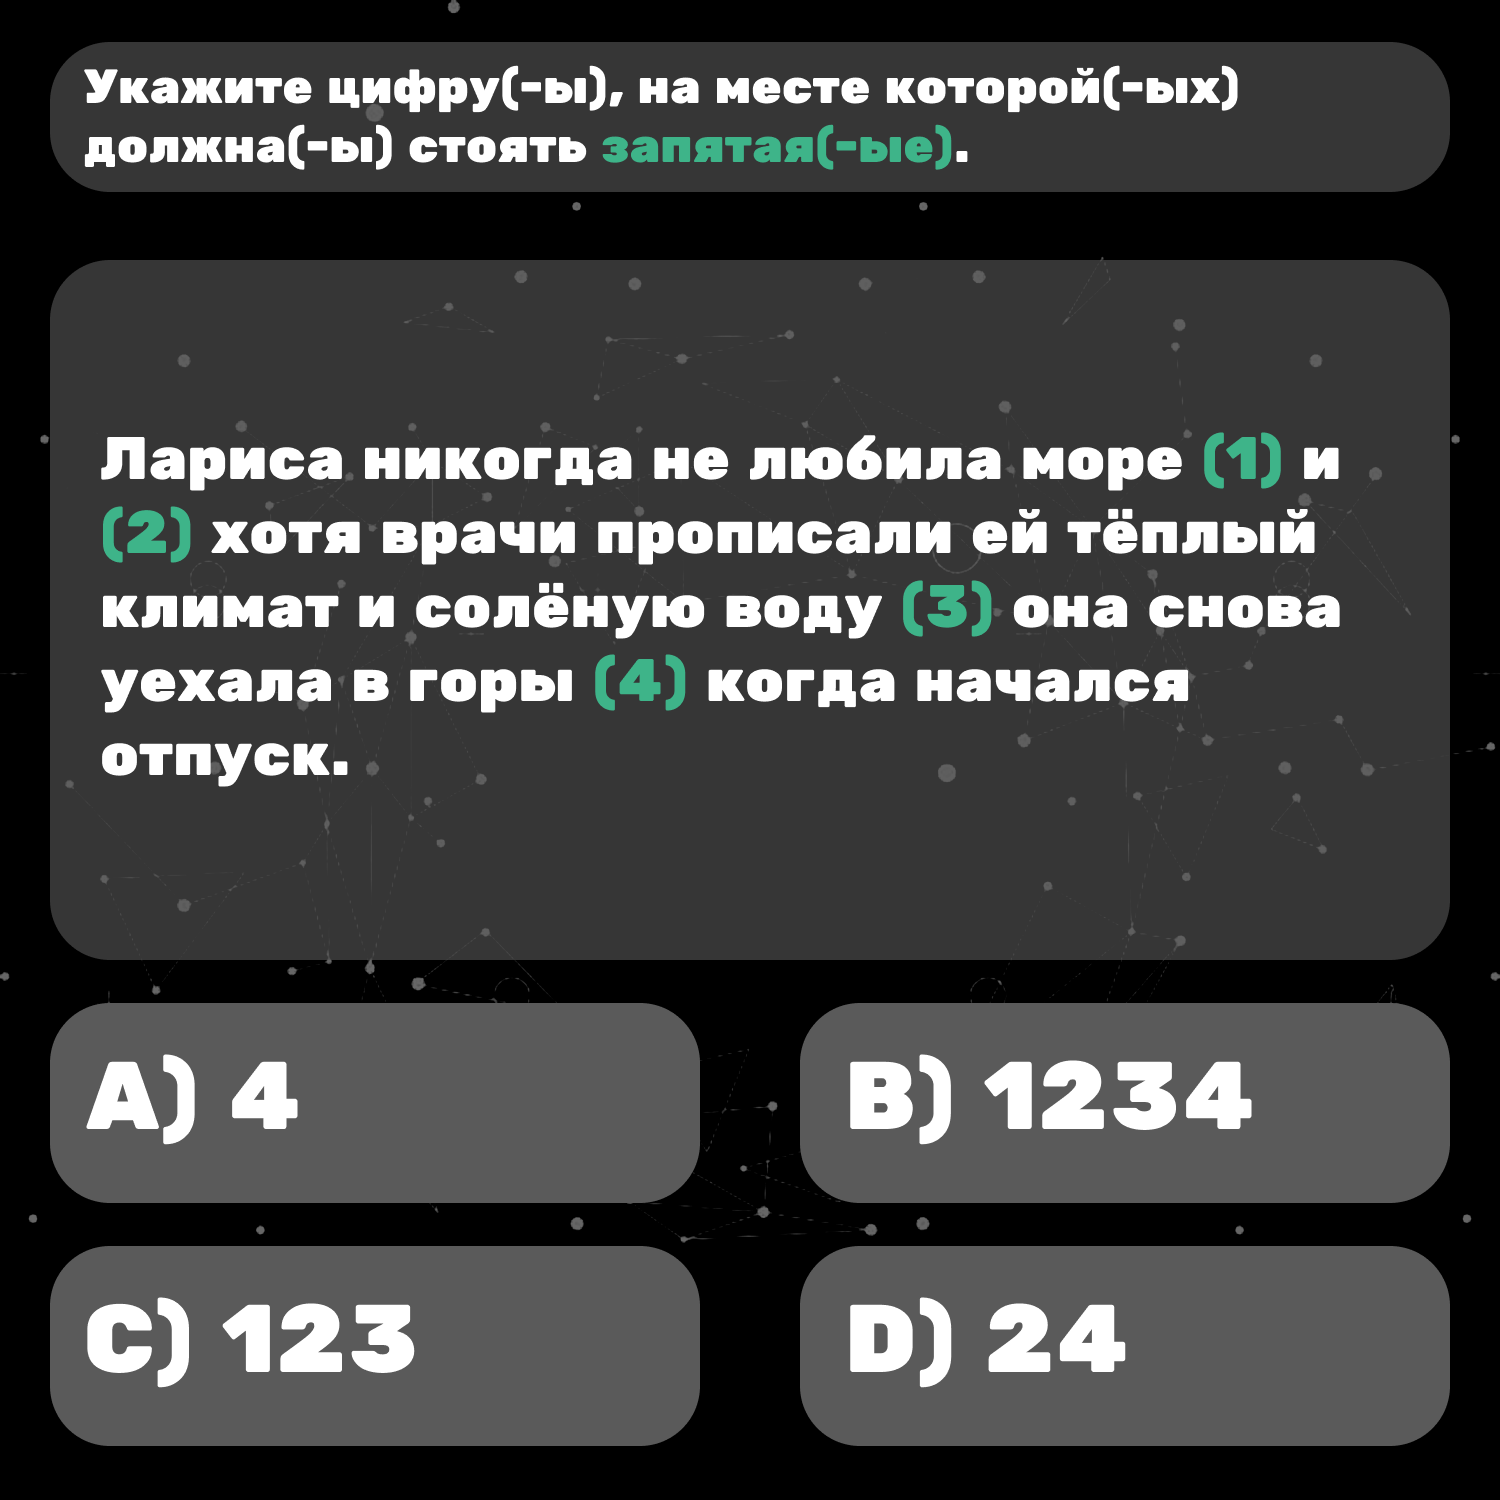 Укажите цифру(-ы), на месте которой(-ых)
должна(-ы) стоять запятая(-ые).
Лариса никогда не любила море (1) и
(2) хотя врачи прописали ей тёплый
климат и солёную воду (3) она снова
уехала в горы (4) когда начался
отпуск.
A) 4
B) 1234
C) 123
D) 24